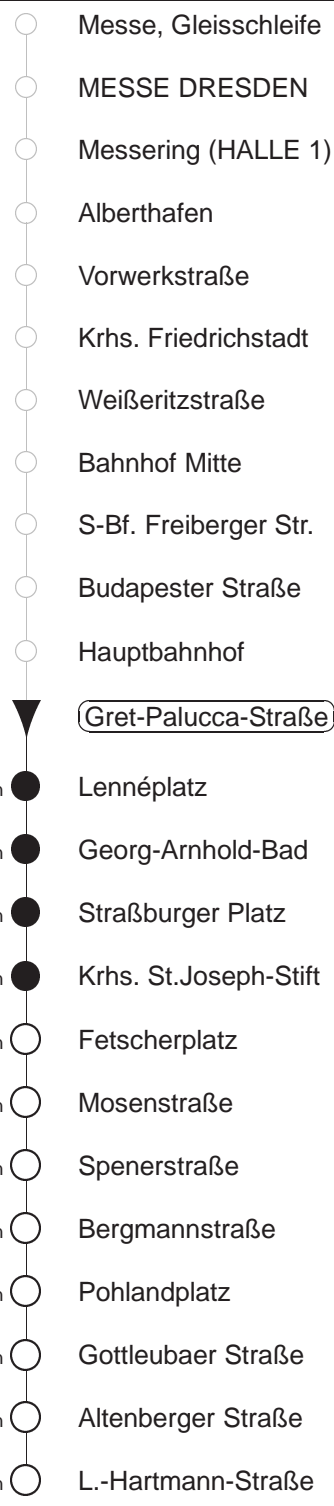 Messe, Gleisschleife
MESSE DRESDEN
Messering (HALLE 1)
Alberthafen
Vorwerkstraße
Krhs. Friedrichstadt
Weißeritzstraße
Bahnhof Mitte
S-Bf. Freiberger Str.
Budapester Straße
Hauptbahnhof
Gret-Palucca-Straße
Lennéplatz
Georg-Arnhold-Bad
Straßburger Platz
Krhs. St.Joseph-Stift
Fetscherplatz
Mosenstraße
Spenerstraße
Bergmannstraße
Pohlandplatz
Gottleubaer Straße
Altenberger Straße
L.-Hartmann-Straße